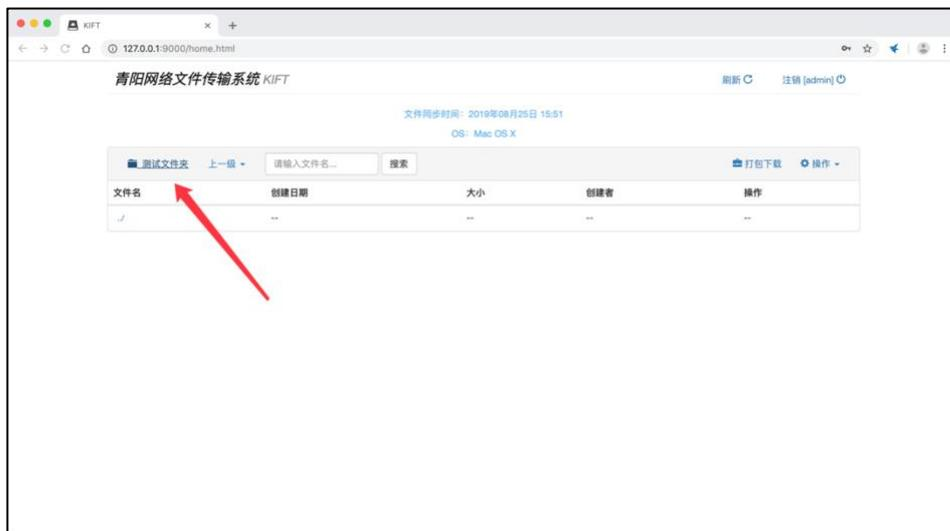 KIFT
127.0.0.1:9000/home.html
青阳网络文件传输系统 KIFT 刷新 注销 [admin]
文件同步时间：2019年08月25日 15:51
OS：Mac OS X
测试文件夹 上一级 请输入文件名... 搜索 打包下载 操作
文件名 创建日期 大小 创建者 操作
../ -- -- -- --